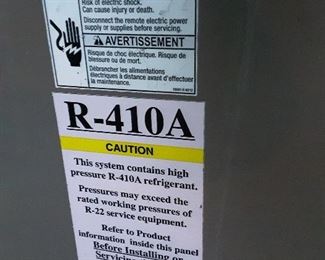 Risk of electric shock.
Can cause injury or death.
Disconnect the remote electric power
supply or supplies before servicing.
AVERTISSEMENT
Risque de choc électrique. Risque de
blessure ou de mort.
Débrancher les alimentations
électriques à distance avant d'effectuer
la maintenance.
R-410A
CAUTION
This system contains high
pressure R-410A refrigerant.
Pressures may exceed the
rated working pressures of
R-22 service equipment.
Refer to Product
information inside this panel
Before Installing or